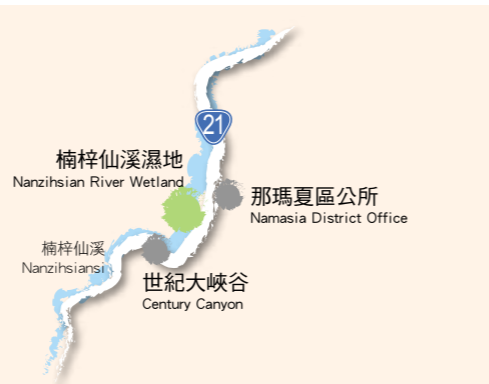 21
楠梓仙溪濕地
Nanzihsian River Wetland
那瑪夏區公所
Namasia District Office
楠梓仙溪
Nanzihsiansi
世紀大峽谷
Century Canyon